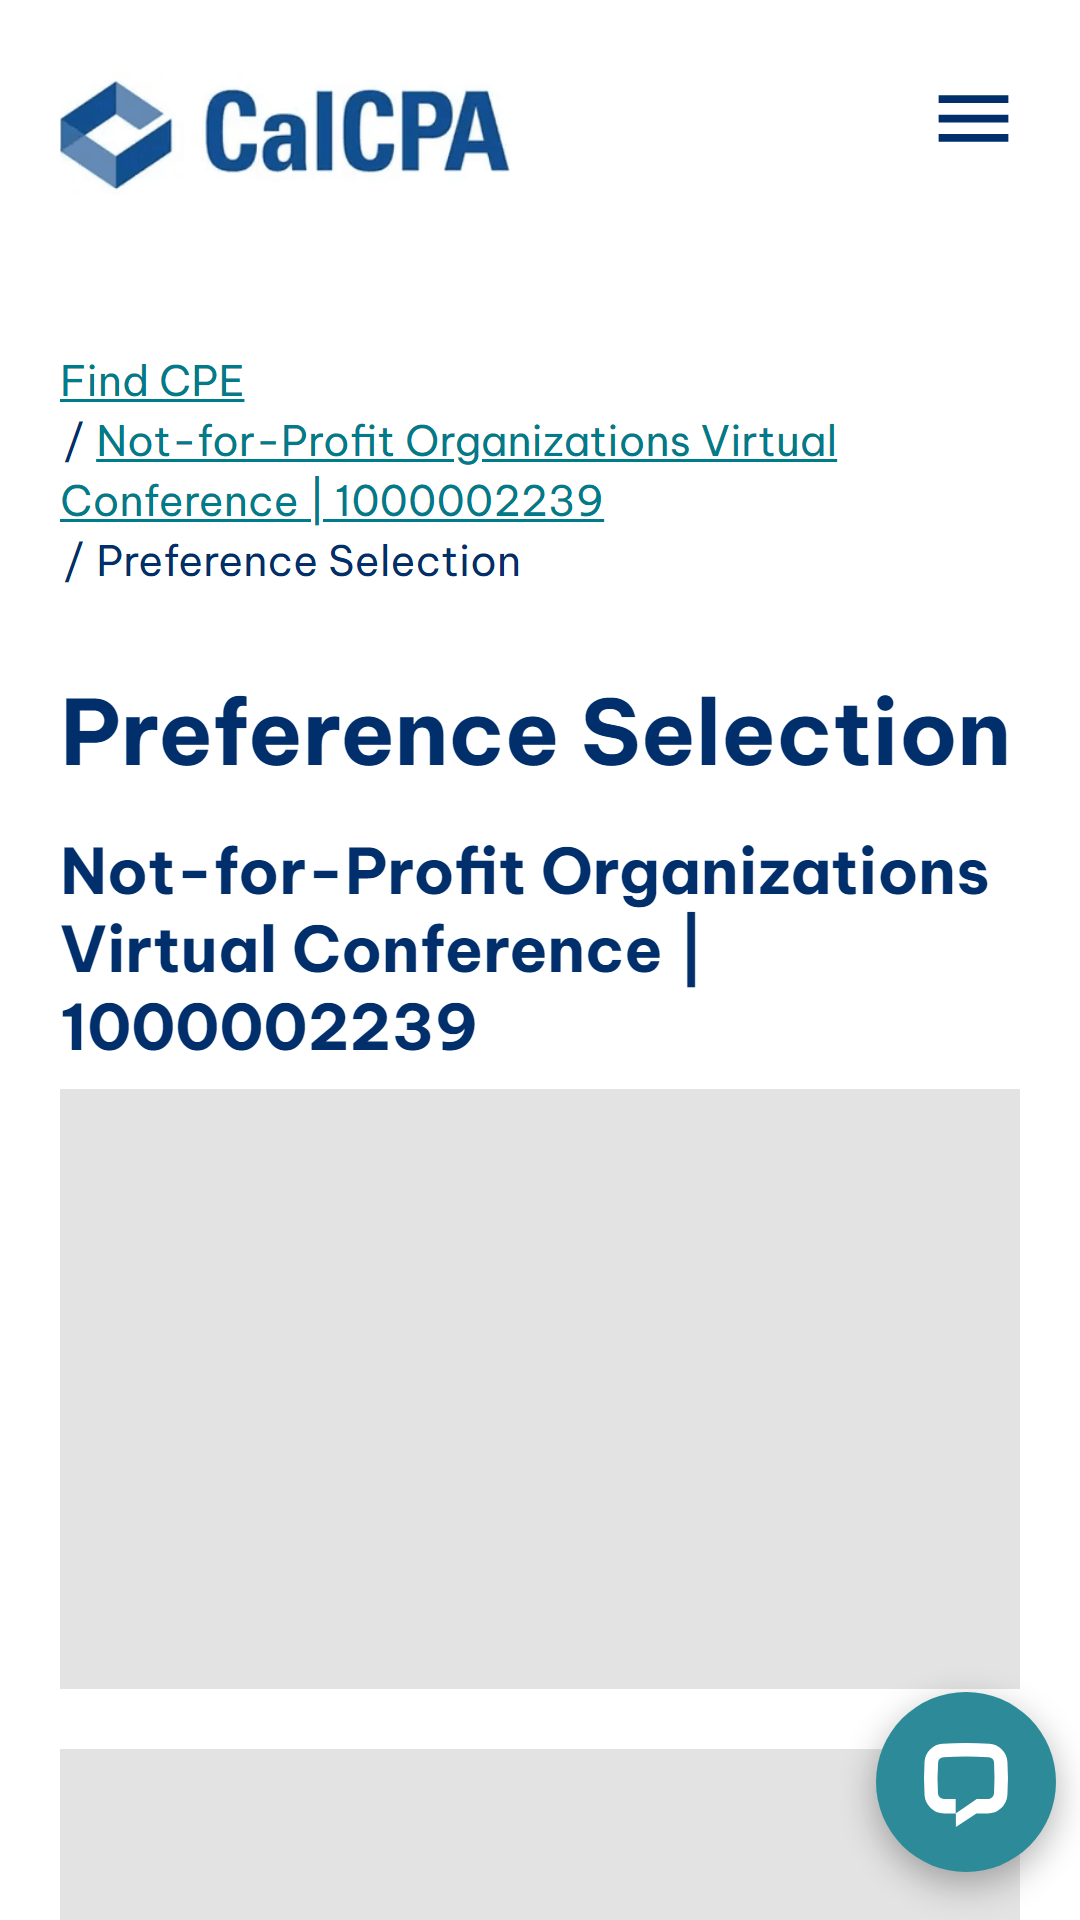 CalCPA
Find CPE
/ Not-for-Profit Organizations Virtual
Conference | 1000002239
/ Preference Selection
Preference Selection
Not-for-Profit Organizations
Virtual Conference |
1000002239